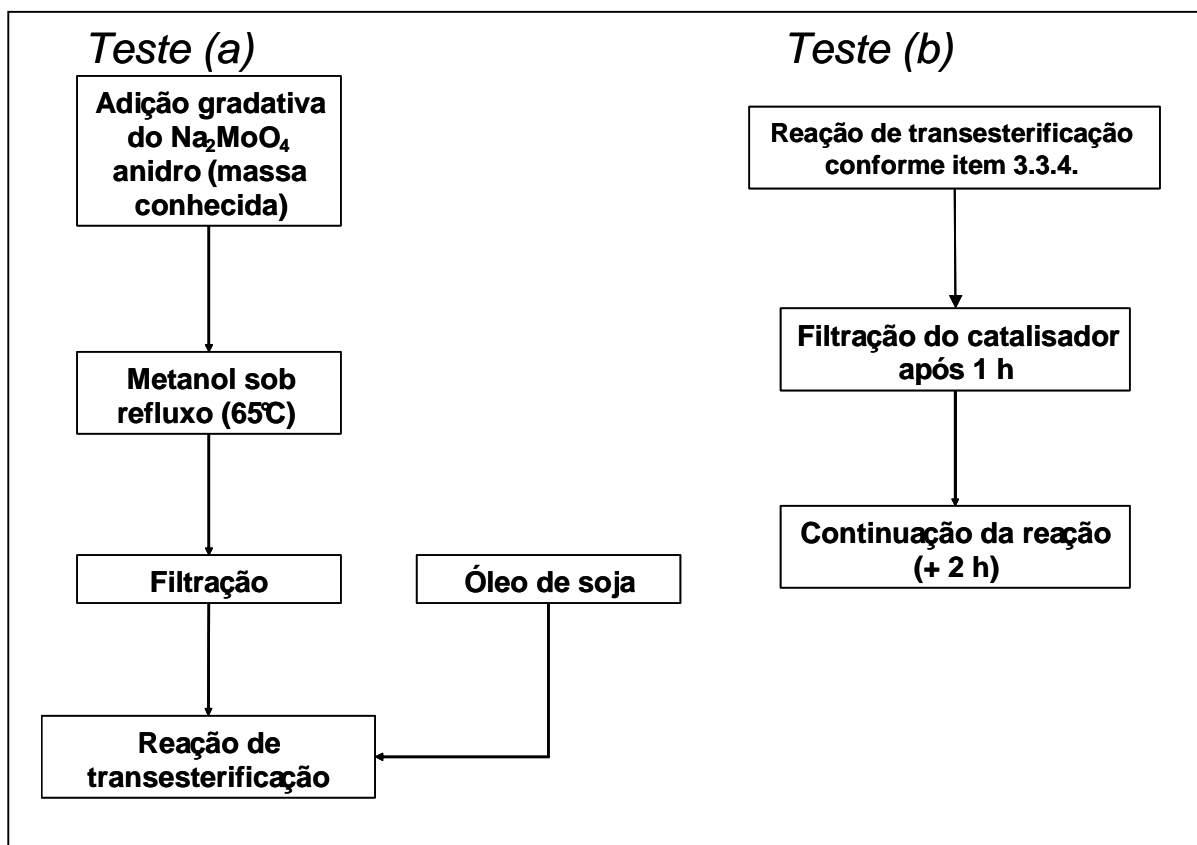 Teste (a)
Adição gradativa
do Na₂MoO₄
anidro (massa
conhecida)
Metanol sob
refluxo (65°C)
Filtração
Óleo de soja
Reação de
transesterificação
Teste (b)
Reação de transesterificação
conforme item 3.3.4.
Filtração do catalisador
após 1 h
Continuação da reação
(+ 2 h)